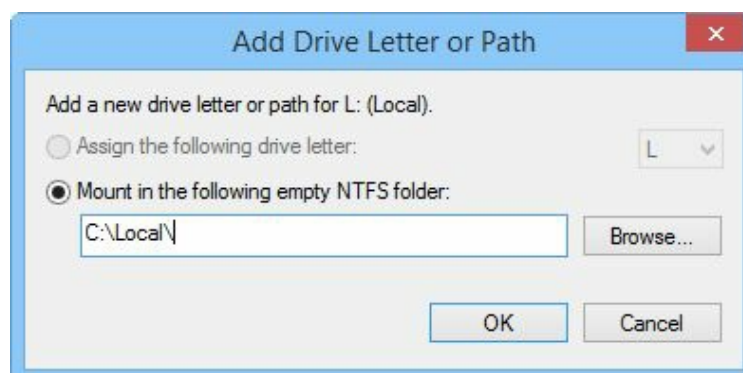 Add Drive Letter or Path
Add a new drive letter or path for L: (Local).
Assign the following drive letter:
L
Mount in the following empty NTFS folder:
C:\Local\
Browse...
OK
Cancel